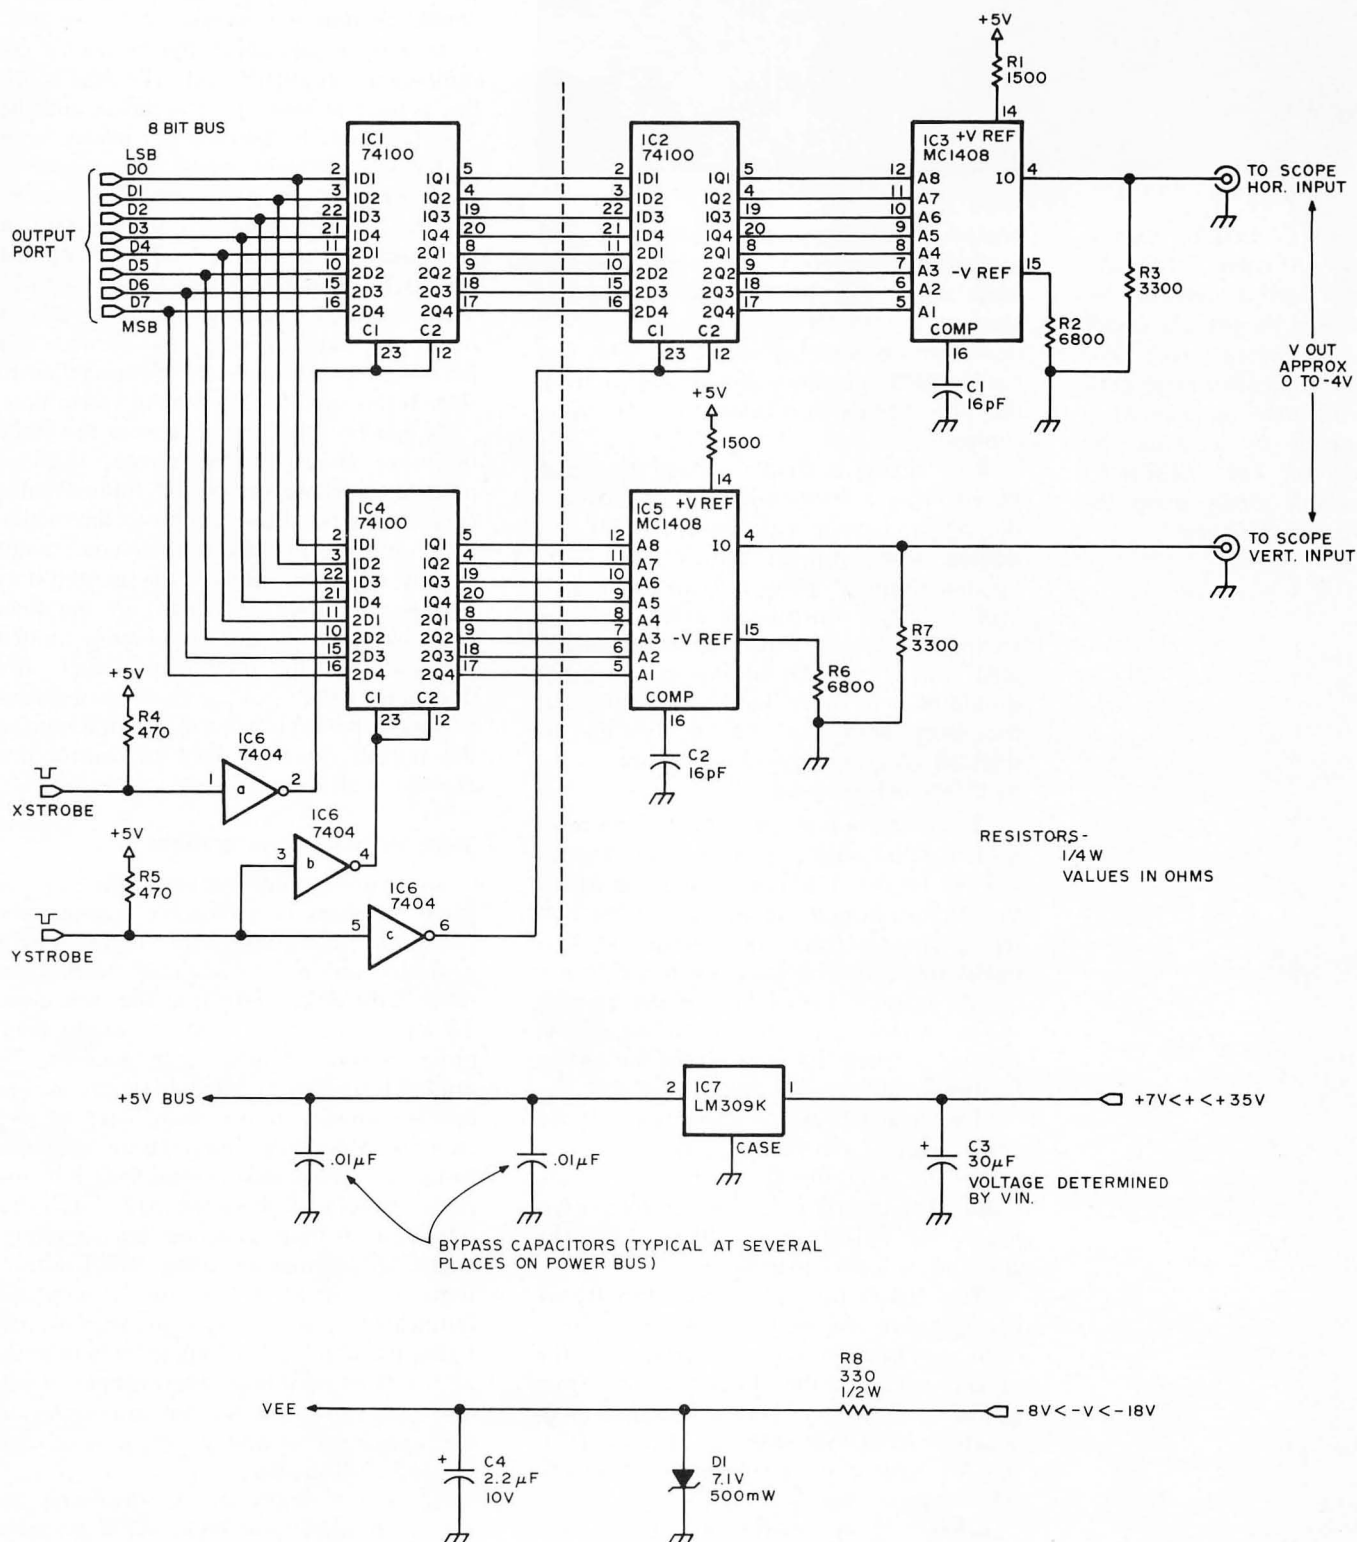 8 BIT BUS
OUTPUT PORT
LSB
D0
D1
D2
D3
D4
D5
D6
D7
MSB
IC1
74100
2 1D1 1Q1 5
3 1D2 1Q2 4
22 1D3 1Q3 19
21 1D4 1Q4 20
11 2D1 2Q1 8
10 2D2 2Q2 9
15 2D3 2Q3 18
16 2D4 2Q4 17
C1 C2
23 12
IC2
74100
2 1D1 1Q1 5
3 1D2 1Q2 4
22 1D3 1Q3 19
21 1D4 1Q4 20
11 2D1 2Q1 8
10 2D2 2Q2 9
15 2D3 2Q3 18
16 2D4 2Q4 17
C1 C2
23 12
+5V
R1
1500
14
IC3 +V REF
MC1408
12 A8 IO 4
11 A7
10 A6
9 A5
8 A4
7 A3 -V REF 15
6 A2
5 A1
COMP
16
C1
16pF
R2
6800
R3
3300
TO SCOPE
HOR. INPUT
V OUT
APPROX
0 TO -4V
TO SCOPE
VERT. INPUT
IC4
74100
2 1D1 1Q1 5
3 1D2 1Q2 4
22 1D3 1Q3 19
21 1D4 1Q4 20
11 2D1 2Q1 8
10 2D2 2Q2 9
15 2D3 2Q3 18
16 2D4 2Q4 17
C1 C2
23 12
+5V
1500
14
IC5 +V REF
MC1408
12 A8 IO 4
11 A7
10 A6
9 A5
8 A4
7 A3 -V REF 15
6 A2
5 A1
COMP
16
C2
16pF
R6
6800
R7
3300
+5V
R4
470
XSTROBE
IC6
7404
1 a 2
+5V
R5
470
YSTROBE
IC6
7404
3 b 4
IC6
7404
5 c 6
RESISTORS-
1/4W
VALUES IN OHMS
+5V BUS
.01µF
.01µF
2 IC7 1
LM309K
CASE
+7V<+<+35V
+ C3
30µF
VOLTAGE DETERMINED
BY VIN.
BYPASS CAPACITORS (TYPICAL AT SEVERAL
PLACES ON POWER BUS)
VEE
R8
330
1/2W
-8V<-V<-18V
+ C4
2.2µF
10V
D1
7.1V
500mW